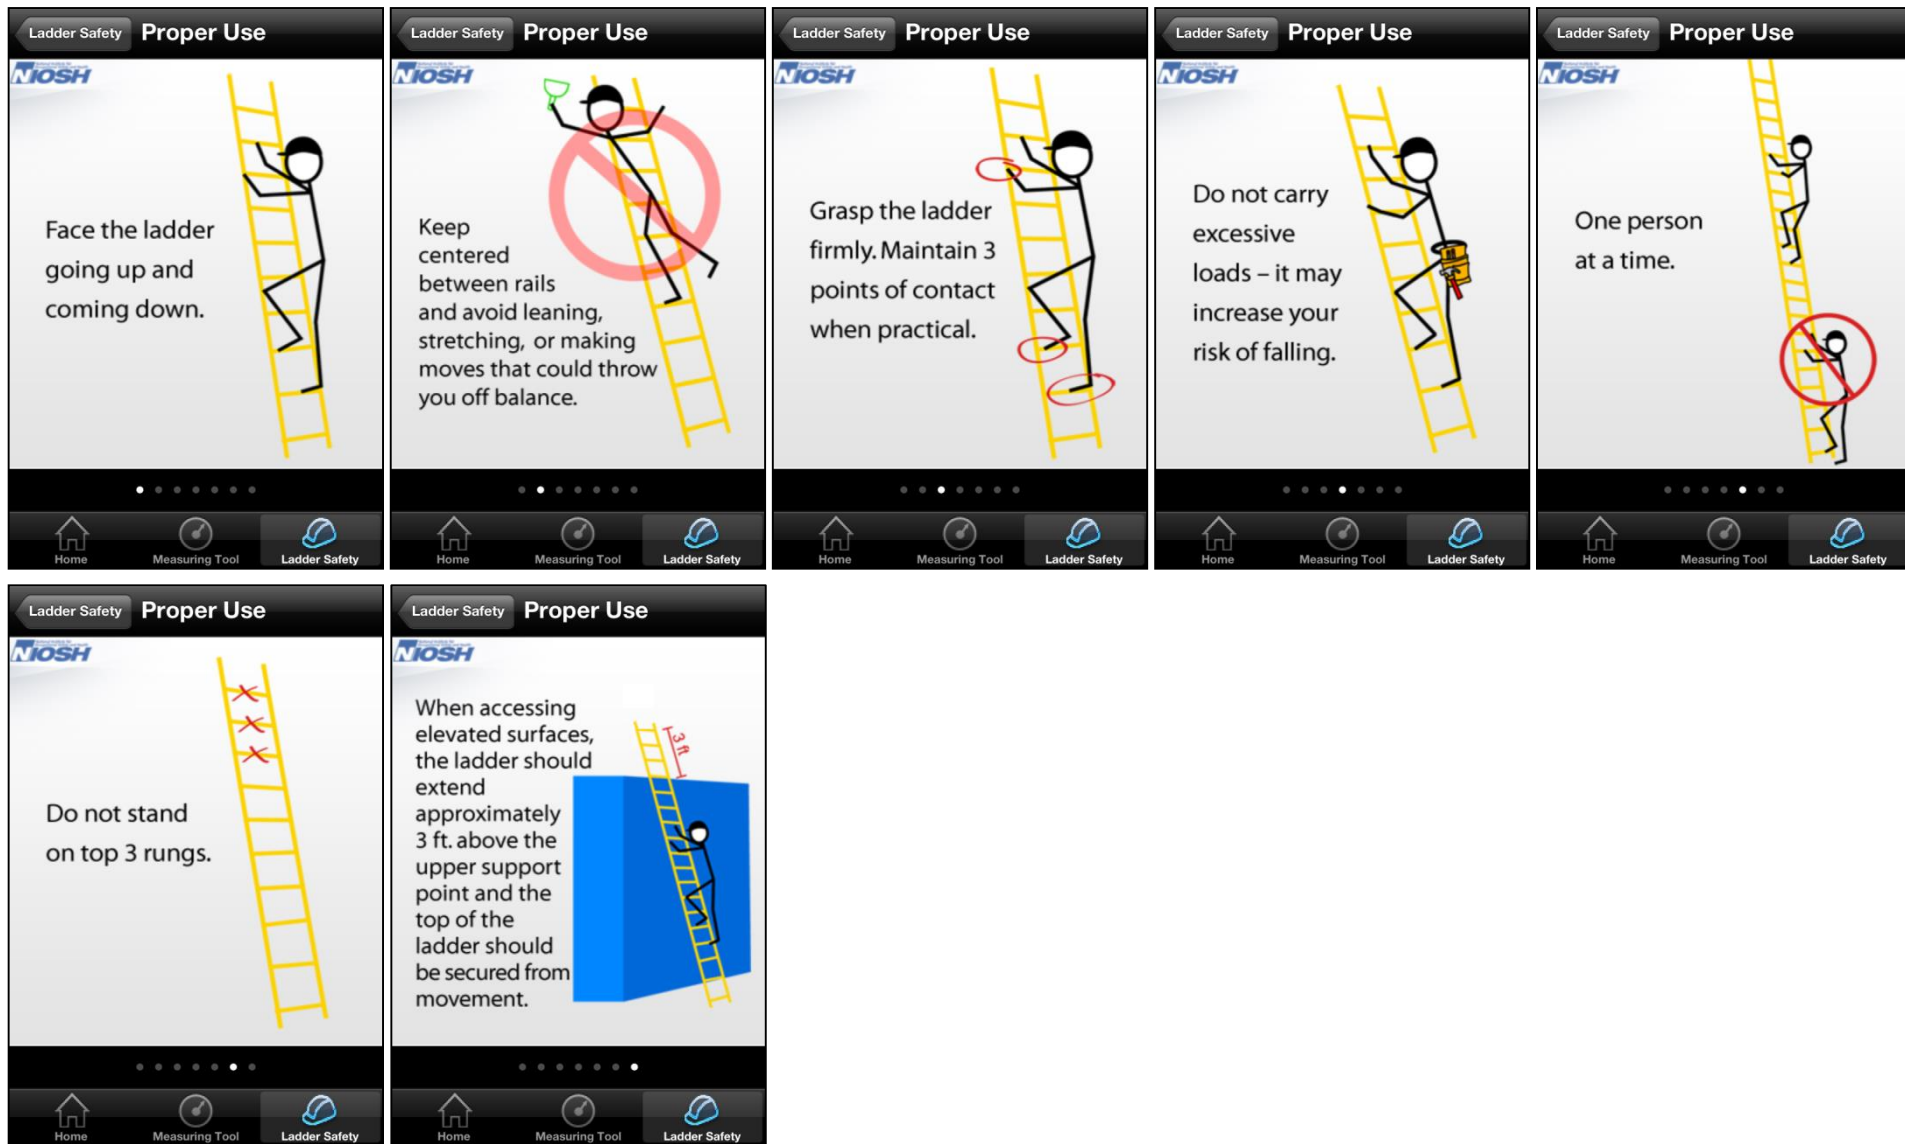 Ladder Safety Proper Use
NIOSH
Face the ladder
going up and
coming down.
Home Measuring Tool Ladder Safety
Ladder Safety Proper Use
NIOSH
Keep
centered
between rails
and avoid leaning,
stretching, or making
moves that could throw
you off balance.
Home Measuring Tool Ladder Safety
Ladder Safety Proper Use
NIOSH
Grasp the ladder
firmly. Maintain 3
points of contact
when practical.
Home Measuring Tool Ladder Safety
Ladder Safety Proper Use
NIOSH
Do not carry
excessive
loads – it may
increase your
risk of falling.
Home Measuring Tool Ladder Safety
Ladder Safety Proper Use
NIOSH
One person
at a time.
Home Measuring Tool Ladder Safety
Ladder Safety Proper Use
NIOSH
Do not stand
on top 3 rungs.
Home Measuring Tool Ladder Safety
Ladder Safety Proper Use
NIOSH
When accessing
elevated surfaces,
the ladder should
extend
approximately
3 ft. above the
upper support
point and the
top of the
ladder should
be secured from
movement.
3 ft
Home Measuring Tool Ladder Safety